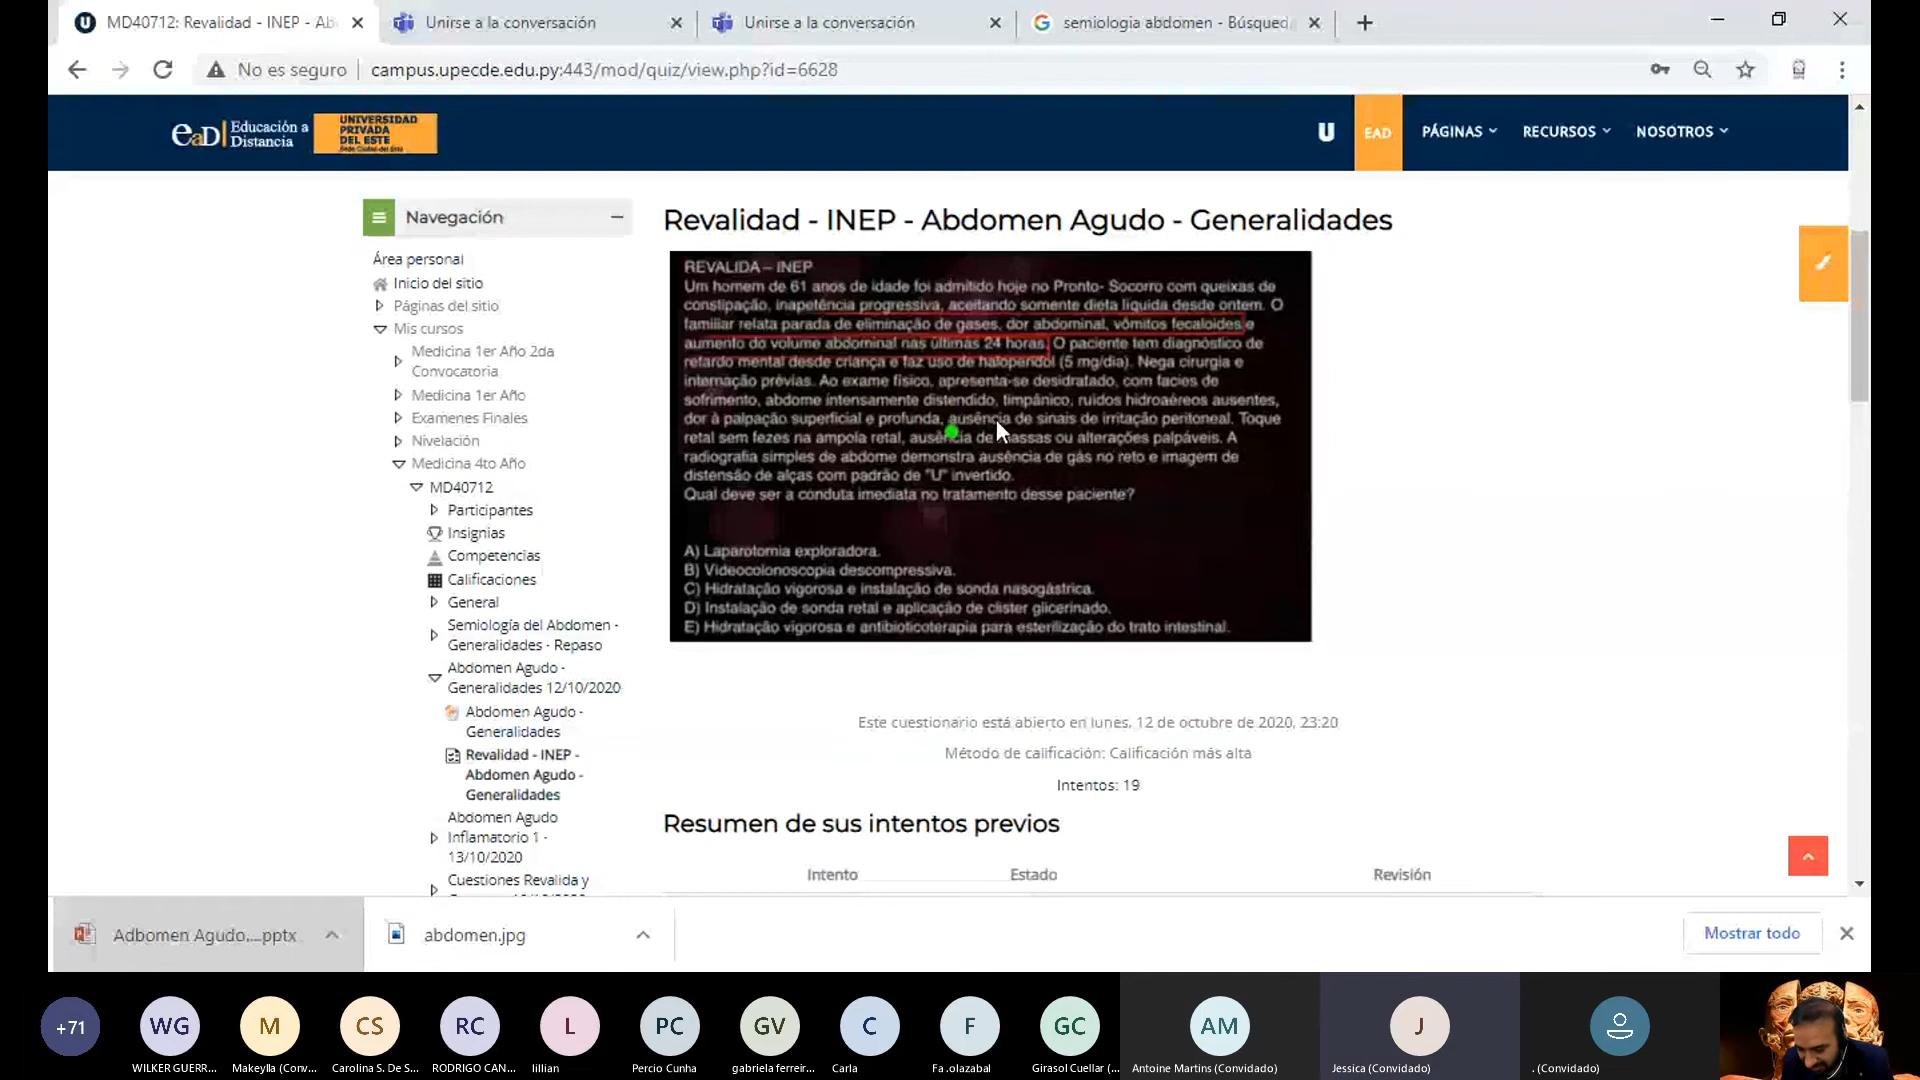 MD40712: Revalidad - INEP - Ab
Unirse a la conversación
Unirse a la conversación
semiologia abdomen - Búsqued
No es seguro
campus.upecde.edu.py:443/mod/quiz/view.php?id=6628
eaD Educación a Distancia
UNIVERSIDAD PRIVADA DEL ESTE
U
EAD
PÁGINAS
RECURSOS
NOSOTROS
Navegación
Área personal
Inicio del sitio
Páginas del sitio
Mis cursos
Medicina 1er Año 2da
Convocatoria
Medicina 1er Año
Examenes Finales
Nivelación
Medicina 4to Año
MD40712
Participantes
Insignias
Competencias
Calificaciones
General
Semiología del Abdomen -
Generalidades - Repaso
Abdomen Agudo -
Generalidades 12/10/2020
Abdomen Agudo -
Generalidades
Revalidad - INEP -
Abdomen Agudo -
Generalidades
Abdomen Agudo
Inflamatorio 1 -
13/10/2020
Cuestiones Revalida y
Revalidad - INEP - Abdomen Agudo - Generalidades
REVALIDA – INEP
Um homem de 61 anos de idade foi admitido hoje no Pronto- Socorro com queixas de
constipação, inapetência progressiva, aceitando somente dieta líquida desde ontem. O
familiar relata parada de eliminação de gases, dor abdominal, vômitos fecaloides e
aumento do volume abdominal nas últimas 24 horas. O paciente tem diagnóstico de
retardo mental desde criança e faz uso de haloperidol (5 mg/dia). Nega cirurgia e
internação prévias. Ao exame físico, apresenta-se desidratado, com facies de
sofrimento, abdome intensamente distendido, timpânico, ruídos hidroaéreos ausentes,
dor à palpação superficial e profunda, ausência de sinais de irritação peritoneal. Toque
retal sem fezes na ampola retal, ausência de massas ou alterações palpáveis. A
radiografia simples de abdome demonstra ausência de gás no reto e imagem de
distensão de alças com padrão de "U" invertido.
Qual deve ser a conduta imediata no tratamento desse paciente?
A) Laparotomia exploradora.
B) Videocolonoscopia descompressiva.
C) Hidratação vigorosa e instalação de sonda nasogástrica.
D) Instalação de sonda retal e aplicação de clister glicerinado.
E) Hidratação vigorosa e antibioticoterapia para esterilização do trato intestinal.
Este cuestionario está abierto en lunes, 12 de octubre de 2020, 23:20
Método de calificación: Calificación más alta
Intentos: 19
Resumen de sus intentos previos
Intento Estado Revisión
Adbomen Agudo,...pptx
abdomen.jpg
Mostrar todo
+71
WG
M
CS
RC
L
PC
GV
C
F
GC
AM
J
WILKER GUERR...
Makeylla (Conv...
Carolina S. De S...
RODRIGO CAN...
lillian
Percio Cunha
gabriela ferreir...
Carla
Fa .olazabal
Girasol Cuellar (...
Antoine Martins (Convidado)
Jessica (Convidado)
. (Convidado)